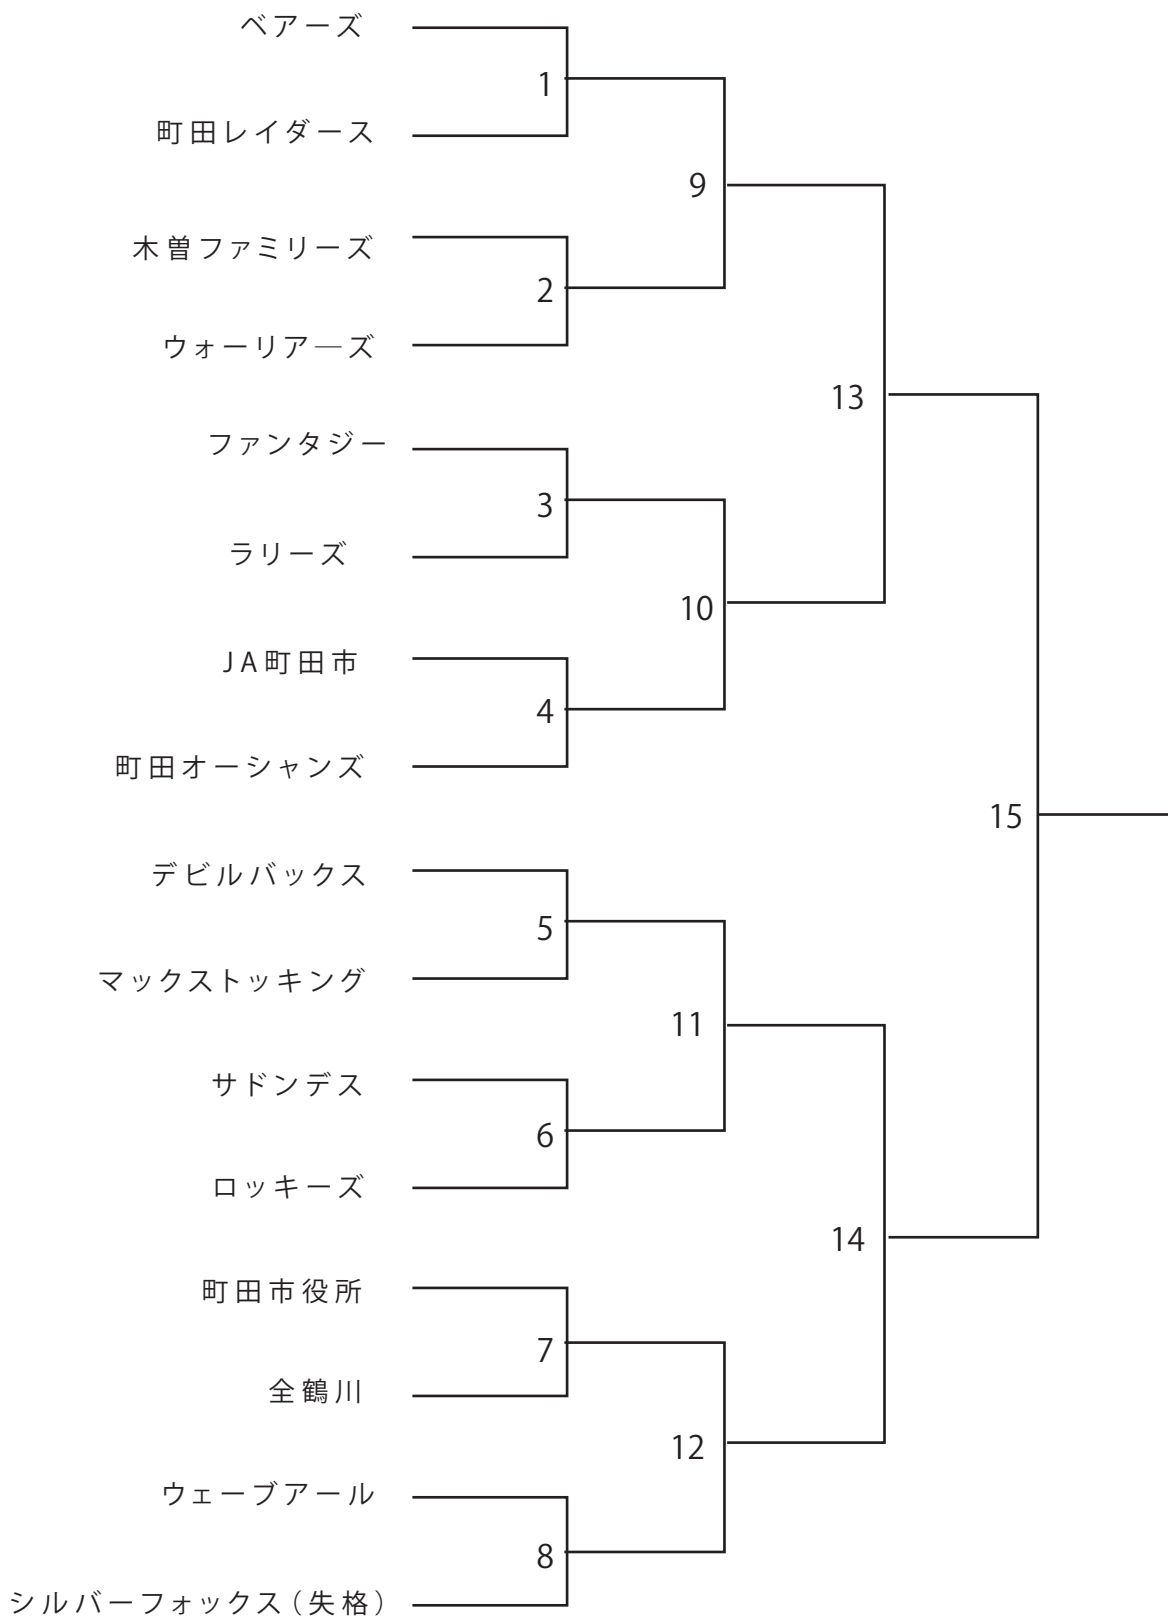 ベアーズ
1
町田レイダース
9
木曽ファミリーズ
2
ウォーリア―ズ
13
ファンタジー
3
ラリーズ
10
JA町田市
4
町田オーシャンズ
15
デビルバックス
5
マックストッキング
11
サドンデス
6
ロッキーズ
14
町田市役所
7
全鶴川
12
ウェーブアール
8
シルバーフォックス(失格)